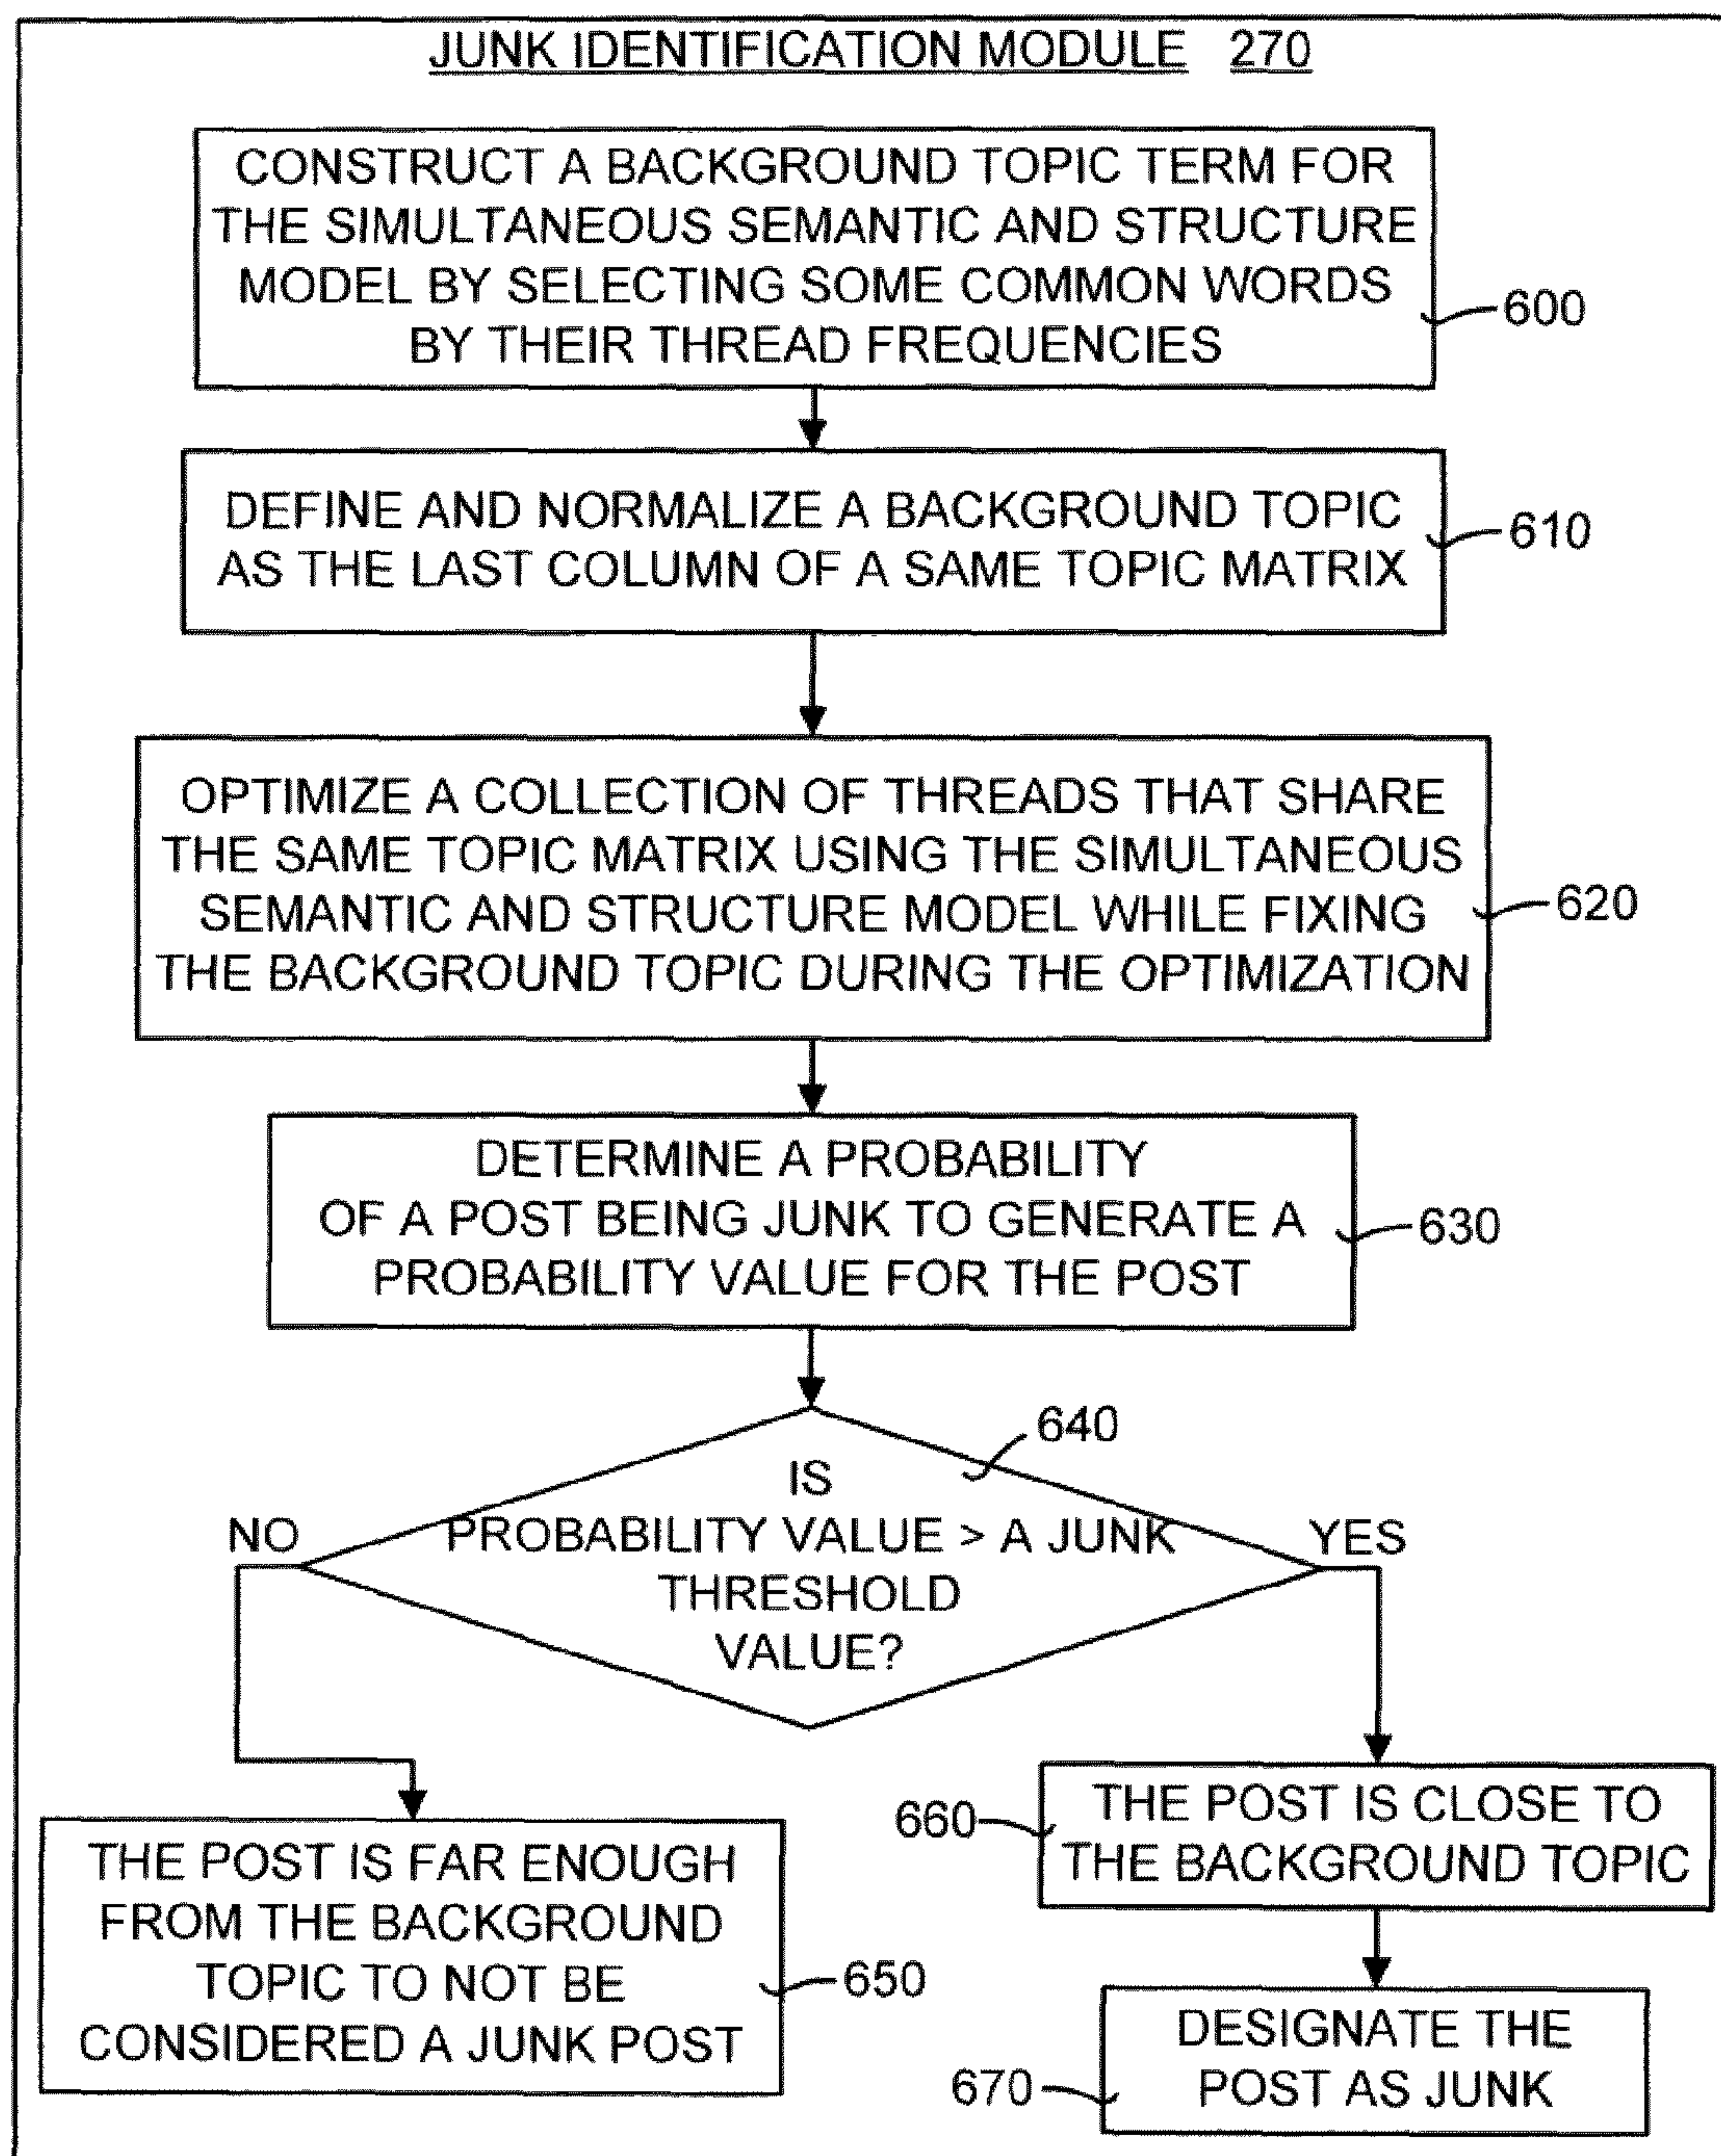 JUNK IDENTIFICATION MODULE 270
CONSTRUCT A BACKGROUND TOPIC TERM FOR
THE SIMULTANEOUS SEMANTIC AND STRUCTURE
MODEL BY SELECTING SOME COMMON WORDS
BY THEIR THREAD FREQUENCIES
600
DEFINE AND NORMALIZE A BACKGROUND TOPIC
AS THE LAST COLUMN OF A SAME TOPIC MATRIX
610
OPTIMIZE A COLLECTION OF THREADS THAT SHARE
THE SAME TOPIC MATRIX USING THE SIMULTANEOUS
SEMANTIC AND STRUCTURE MODEL WHILE FIXING
THE BACKGROUND TOPIC DURING THE OPTIMIZATION
620
DETERMINE A PROBABILITY
OF A POST BEING JUNK TO GENERATE A
PROBABILITY VALUE FOR THE POST
630
640
IS
PROBABILITY VALUE > A JUNK
THRESHOLD
VALUE?
NO
YES
THE POST IS FAR ENOUGH
FROM THE BACKGROUND
TOPIC TO NOT BE
CONSIDERED A JUNK POST
650
660
THE POST IS CLOSE TO
THE BACKGROUND TOPIC
670
DESIGNATE THE
POST AS JUNK